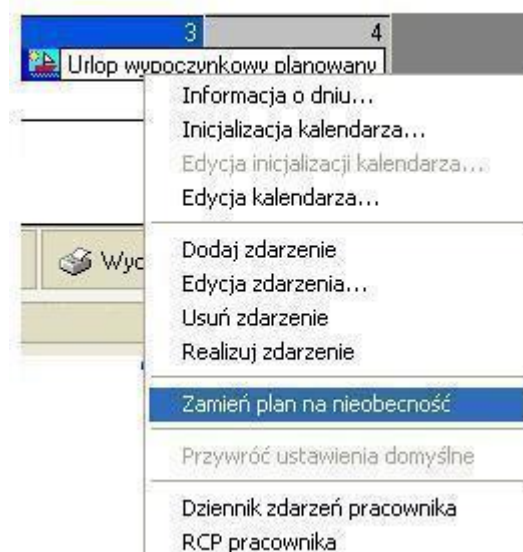 3 4
Urlop wypoczynkowy planowany
Informacja o dniu...
Inicjalizacja kalendarza...
Edycja inicjalizacji kalendarza...
Edycja kalendarza...
Dodaj zdarzenie
Wyc
Edycja zdarzenia...
Usuń zdarzenie
Realizuj zdarzenie
Zamień plan na nieobecność
Przywróć ustawienia domyślne
Dziennik zdarzeń pracownika
RCP pracownika